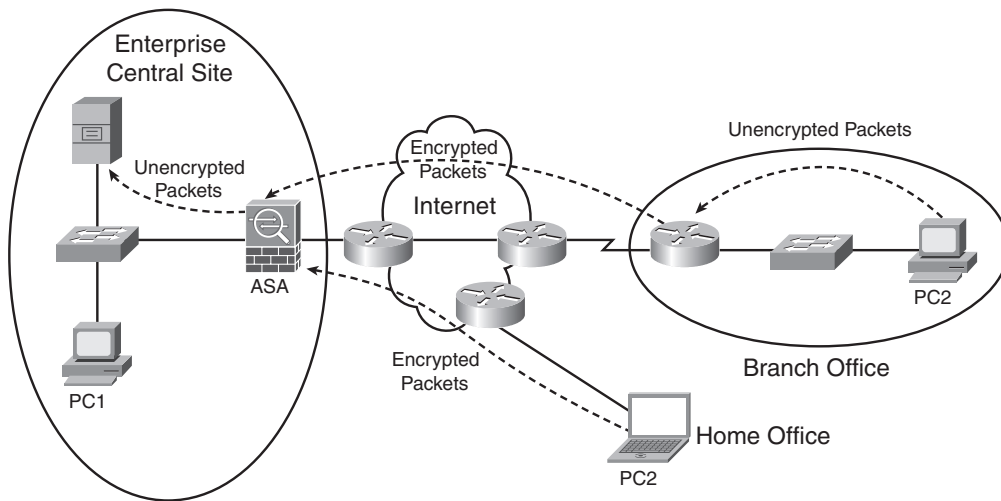 Enterprise
Central Site
Unencrypted
Packets
ASA
PC1
Encrypted
Packets
Internet
Encrypted
Packets
Unencrypted Packets
PC2
Branch Office
Home Office
PC2